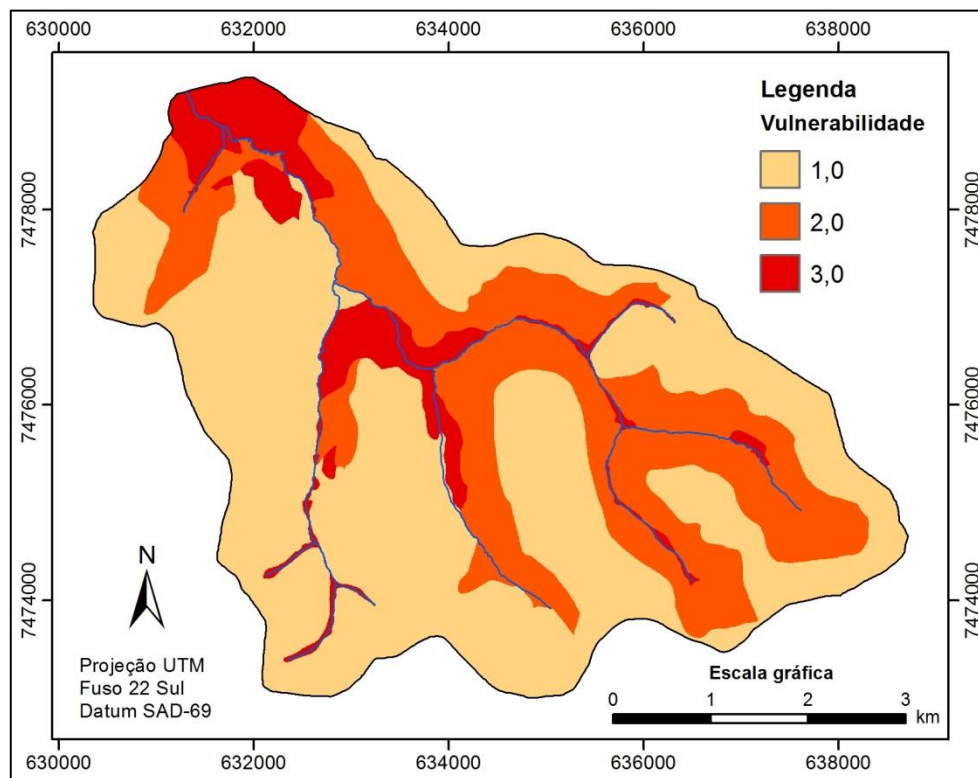 630000 632000 634000 636000 638000
Legenda
Vulnerabilidade
1,0
2,0
3,0
7478000 7478000
7476000 7476000
7474000 7474000
N
Projeção UTM
Fuso 22 Sul
Datum SAD-69
Escala gráfica
0 1 2 3
km
630000 632000 634000 636000 638000